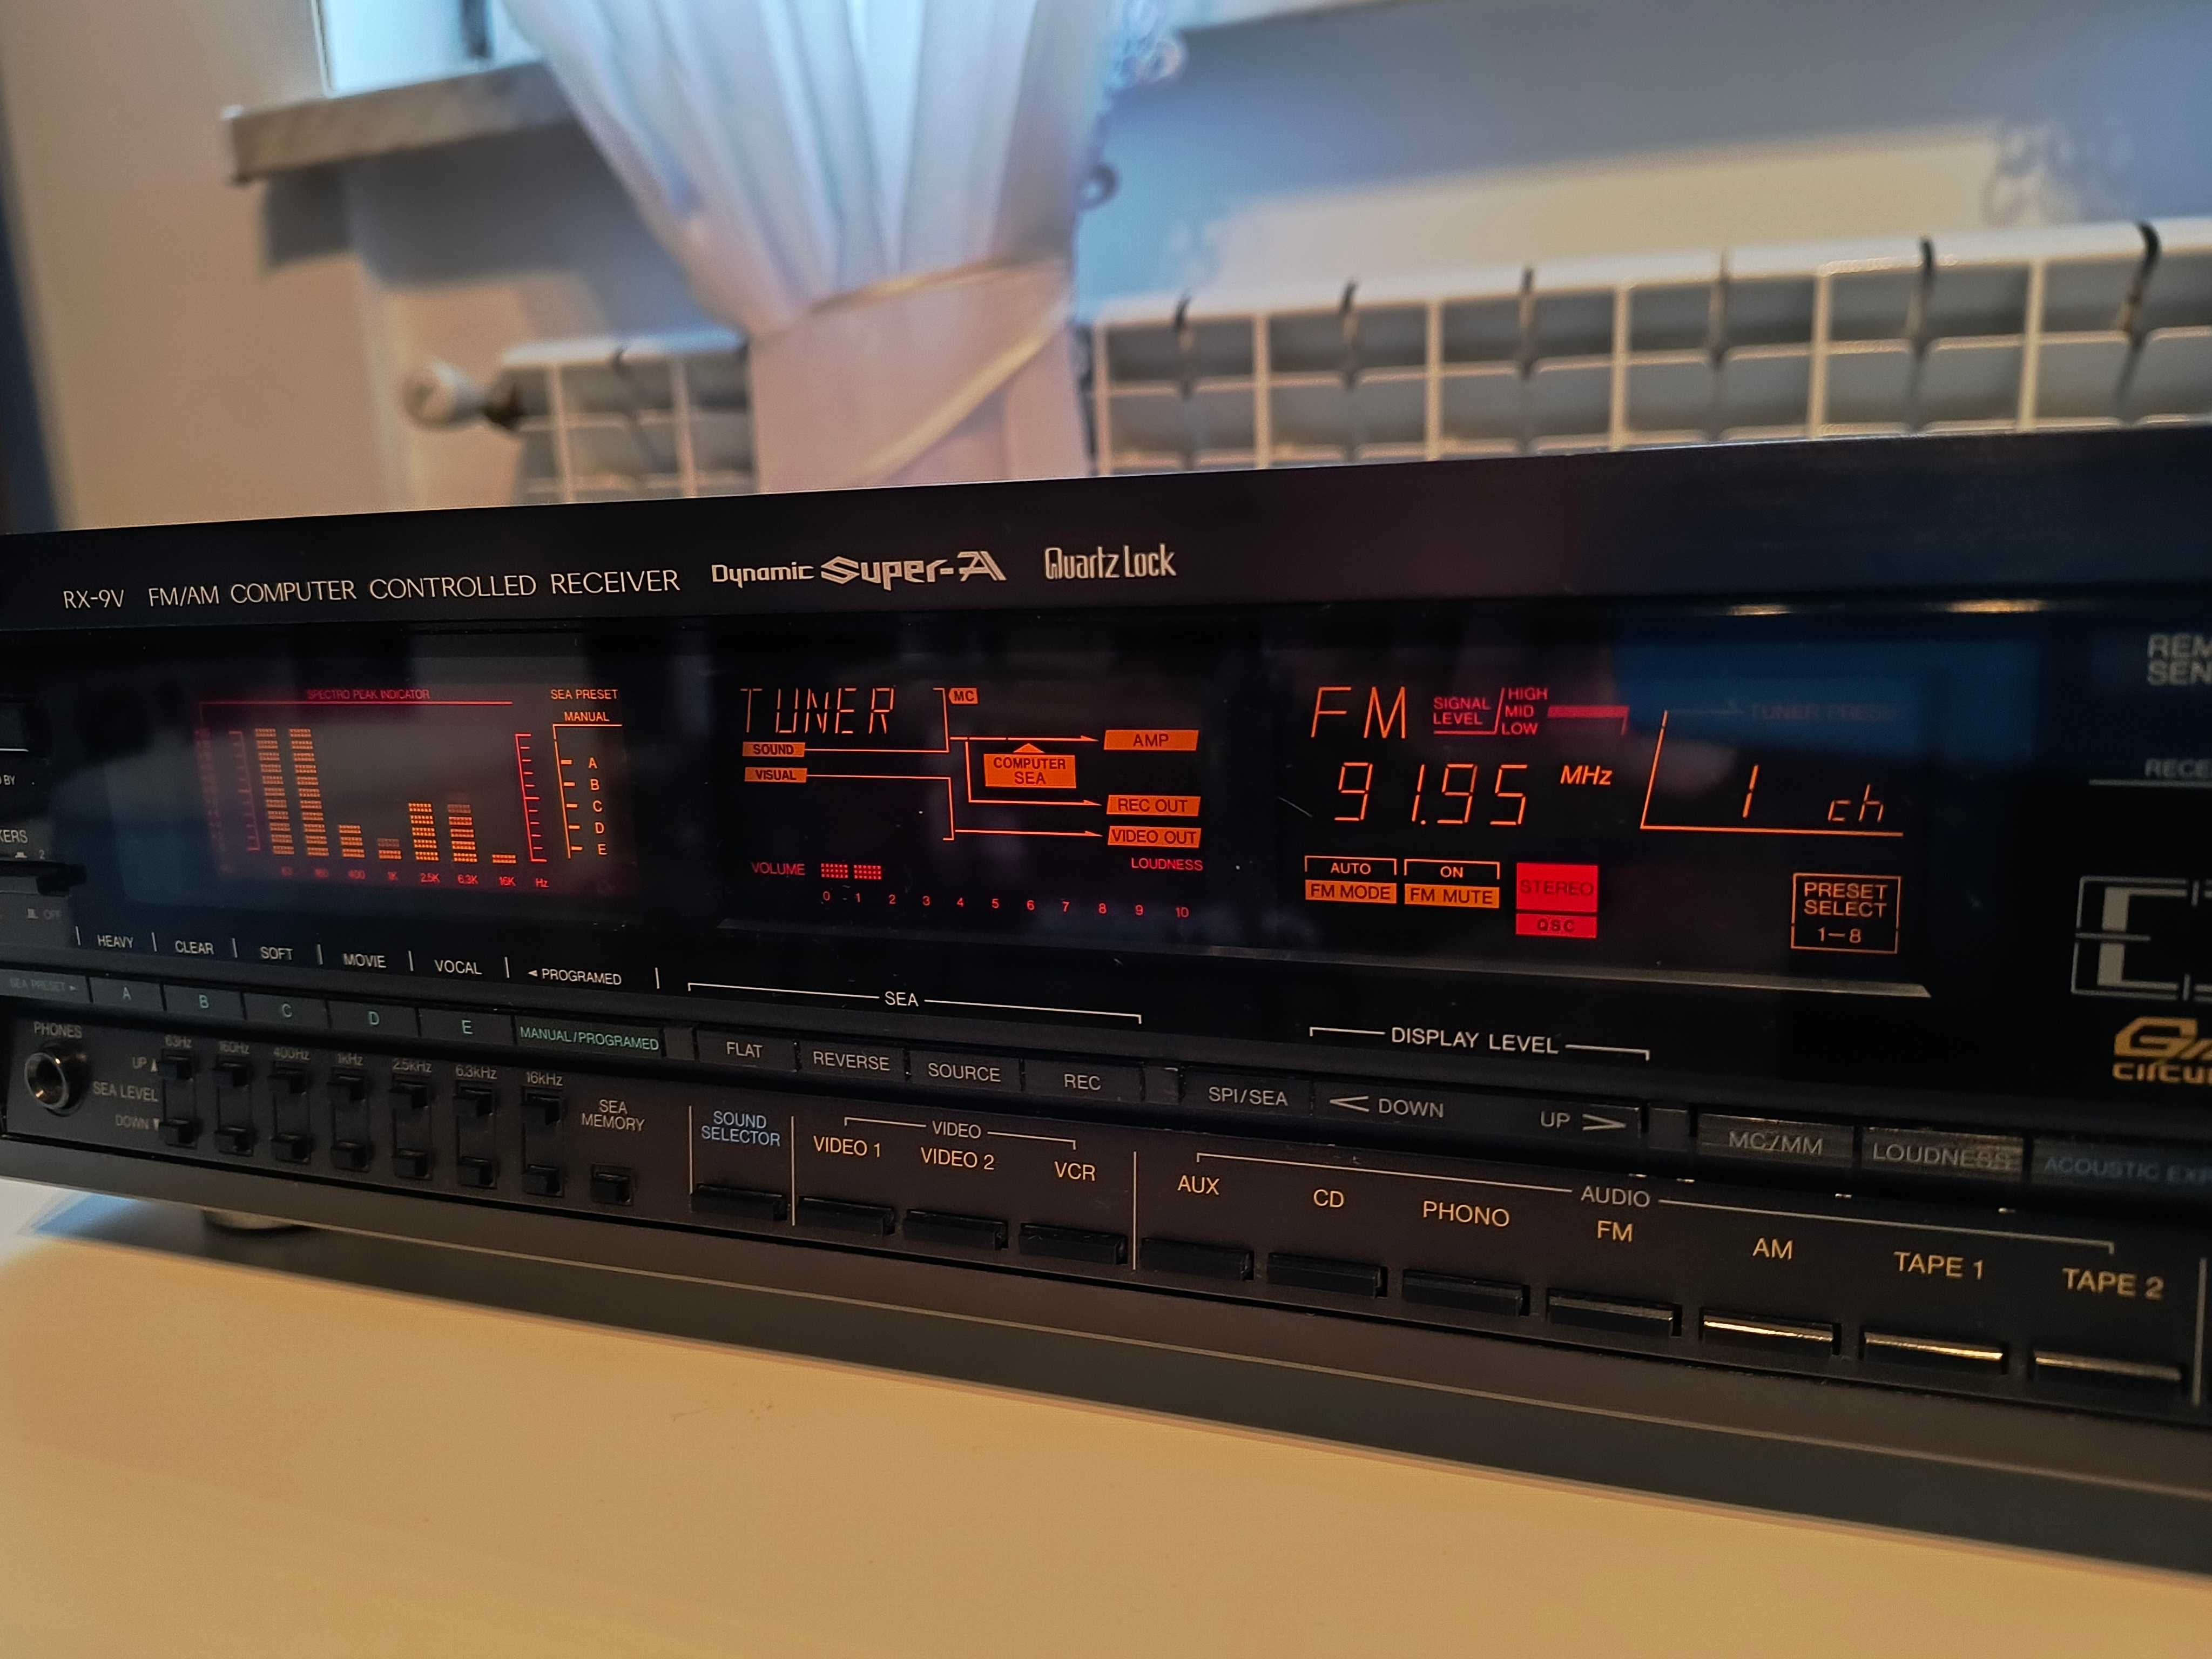 RX-9V FM/AM COMPUTER CONTROLLED RECEIVER Dynamic Super-A Quartz Lock
SPECTRO PEAK INDICATOR
SEA PRESET
MANUAL
A
B
C
D
E
63 160 400 1K 2.5K 6.3K 16K Hz
TUNER MC
SOUND
VISUAL
AMP
COMPUTER
SEA
REC OUT
VIDEO OUT
LOUDNESS
VOLUME
0 1 2 3 4 5 6 7 8 9 10
FM
SIGNAL
LEVEL
HIGH
MID
LOW
91.95 MHz
AUTO
FM MODE
ON
FM MUTE
STEREO
QSC
1 ch
PRESET
SELECT
1-8
BY
2
OFF
HEAVY CLEAR SOFT MOVIE VOCAL ◄ PROGRAMED
SEA PRESET ►
A B C D E MANUAL/PROGRAMED
SEA
FLAT REVERSE SOURCE REC
DISPLAY LEVEL
SPI/SEA < DOWN UP >
MC/MM LOUDNESS
PHONES
63Hz 160Hz 400Hz 1kHz 2.5kHz 6.3kHz 16kHz
UP ▲
SEA LEVEL
DOWN ▼
SEA
MEMORY
SOUND
SELECTOR
VIDEO
VIDEO 1 VIDEO 2 VCR
AUDIO
AUX CD PHONO FM AM TAPE 1 TAPE 2